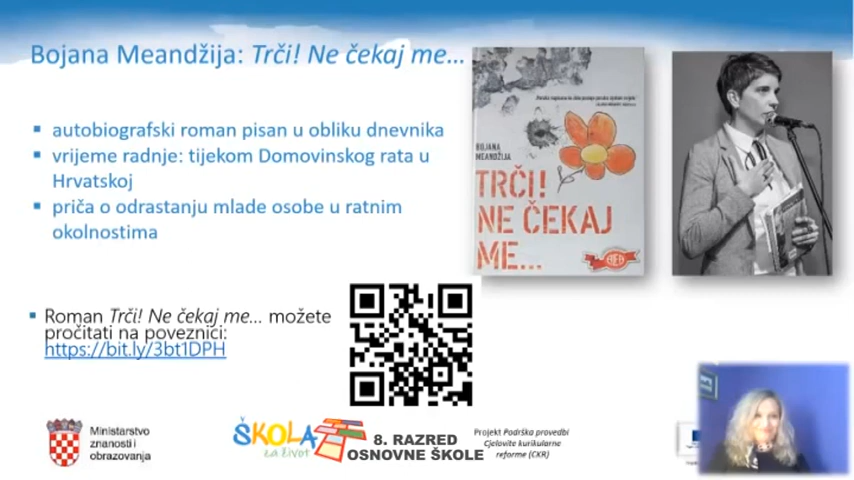 Bojana Meandžija: Trči! Ne čekaj me...
autobiografski roman pisan u obliku dnevnika
vrijeme radnje: tijekom Domovinskog rata u
Hrvatskoj
priča o odrastanju mlade osobe u ratnim
okolnostima
BOJANA
MEANDŽIJA
TRČI!
NE ČEKAJ
ME...
Roman Trči! Ne čekaj me... možete
pročitati na poveznici:
https://bit.ly/3bt1DPH
Ministarstvo
znanosti i
obrazovanja
ŠKOLA
za život
8. RAZRED
OSNOVNE ŠKOLE
Projekt Podrška provedbi
Cjelovite kurikularne
reforme (CKR)